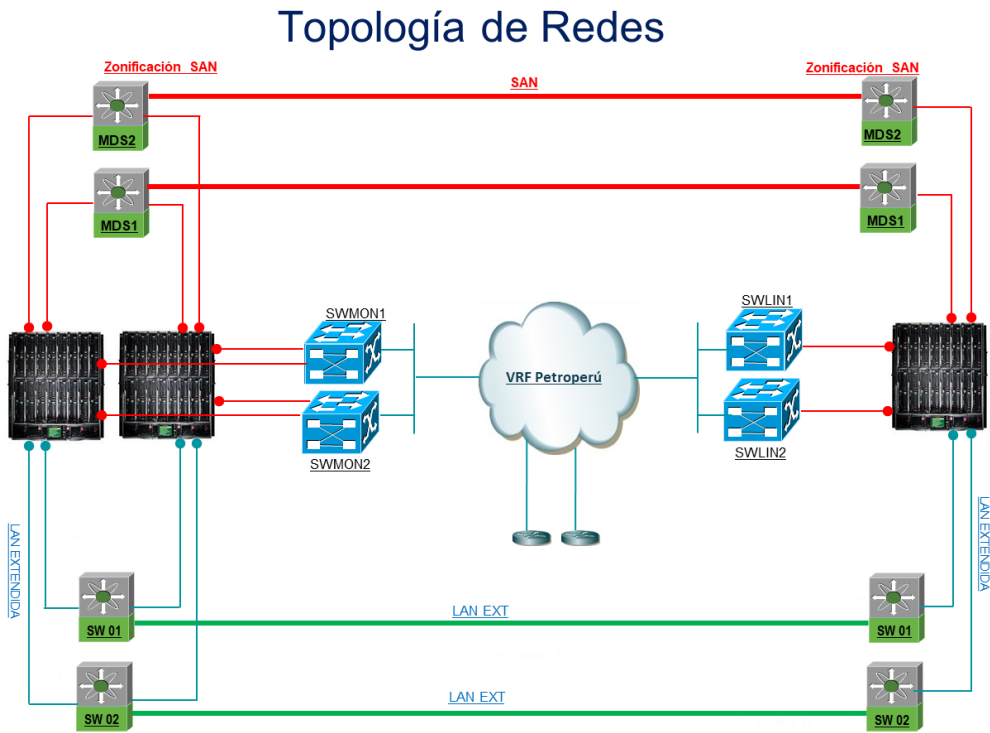 Topología de Redes
Zonificación SAN
Zonificación SAN
SAN
MDS2
MDS2
MDS1
MDS1
SWMON1
SWLIN1
VRF Petroperú
SWMON2
SWLIN2
LAN EXTENDIDA
LAN EXTENDIDA
LAN EXT
SW 01
SW 01
LAN EXT
SW 02
SW 02